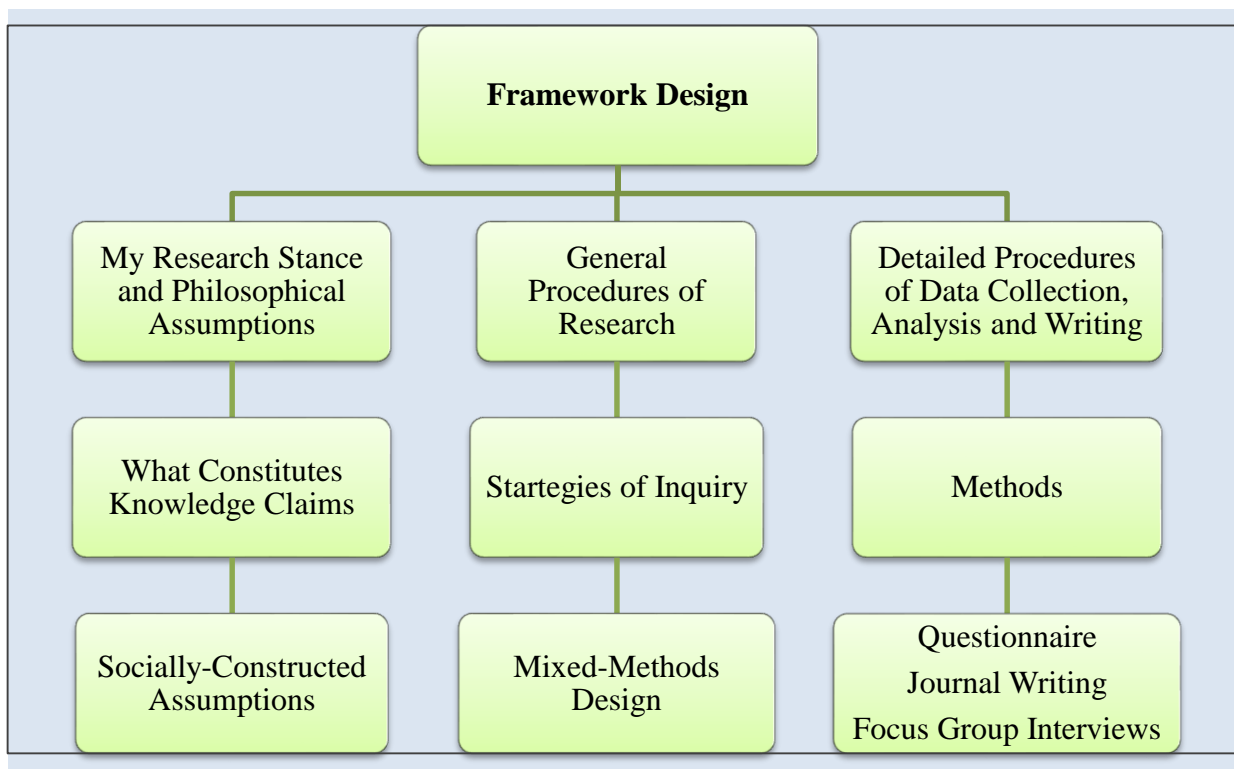 Framework Design
My Research Stance
and Philosophical
Assumptions
General
Procedures of
Research
Detailed Procedures
of Data Collection,
Analysis and Writing
What Constitutes
Knowledge Claims
Startegies of Inquiry
Methods
Socially-Constructed
Assumptions
Mixed-Methods
Design
Questionnaire
Journal Writing
Focus Group Interviews